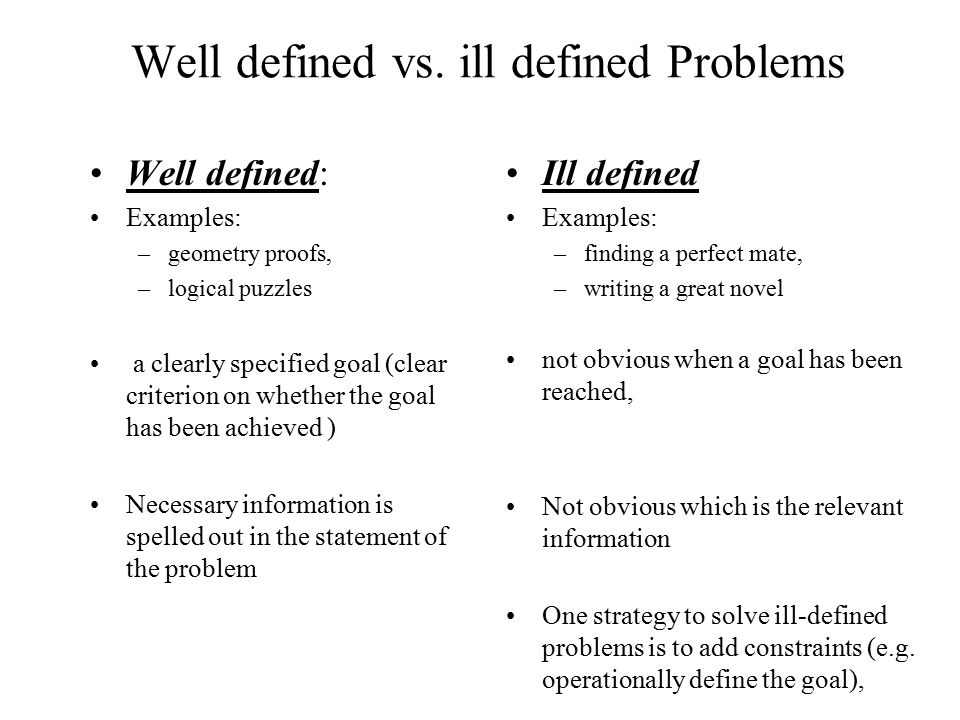 Well defined vs. ill defined Problems
• Well defined:
• Examples:
– geometry proofs,
– logical puzzles
• a clearly specified goal (clear
criterion on whether the goal
has been achieved )
• Necessary information is
spelled out in the statement of
the problem
• Ill defined
• Examples:
– finding a perfect mate,
– writing a great novel
• not obvious when a goal has been
reached,
• Not obvious which is the relevant
information
• One strategy to solve ill-defined
problems is to add constraints (e.g.
operationally define the goal),